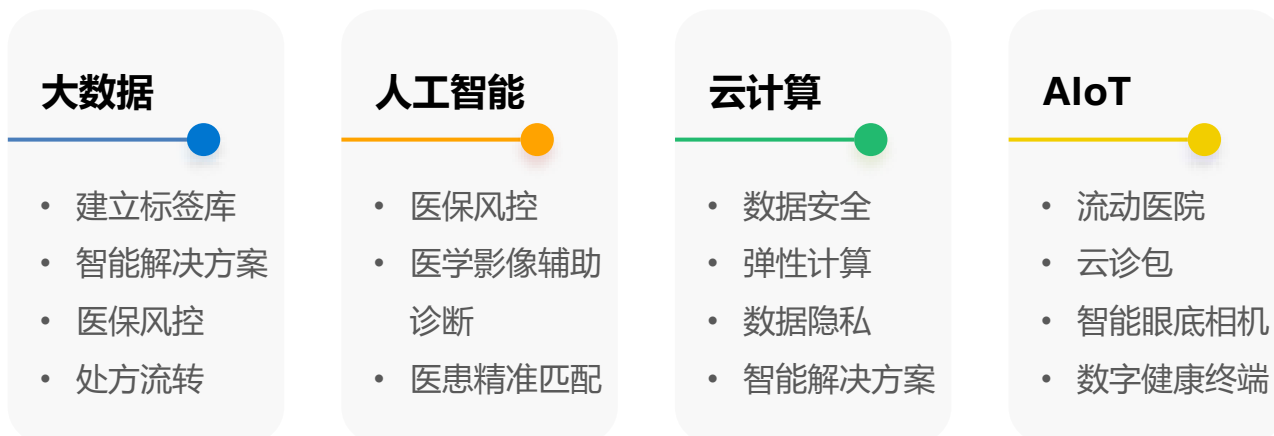 大数据
• 建立标签库
• 智能解决方案
• 医保风控
• 处方流转
人工智能
• 医保风控
• 医学影像辅助
诊断
• 医患精准匹配
云计算
• 数据安全
• 弹性计算
• 数据隐私
• 智能解决方案
AIoT
• 流动医院
• 云诊包
• 智能眼底相机
• 数字健康终端